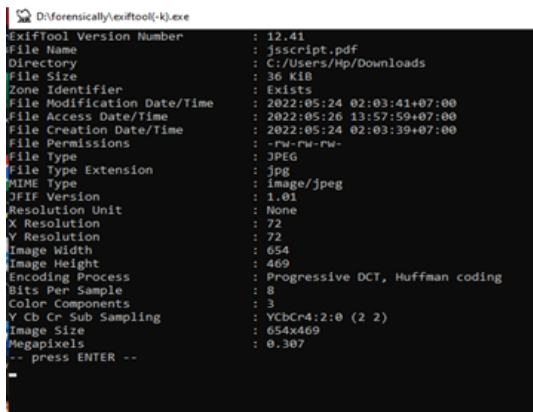 D:\forensically\exiftool(-k).exe
ExifTool Version Number : 12.41
File Name : jsscript.pdf
Directory : C:/Users/Hp/Downloads
File Size : 36 KiB
Zone Identifier : Exists
File Modification Date/Time : 2022:05:24 02:03:41+07:00
File Access Date/Time : 2022:05:26 13:57:59+07:00
File Creation Date/Time : 2022:05:24 02:03:39+07:00
File Permissions : -rw-rw-rw-
File Type : JPEG
File Type Extension : jpg
MIME Type : image/jpeg
JFIF Version : 1.01
Resolution Unit : None
X Resolution : 72
Y Resolution : 72
Image Width : 654
Image Height : 469
Encoding Process : Progressive DCT, Huffman coding
Bits Per Sample : 8
Color Components : 3
Y Cb Cr Sub Sampling : YCbCr4:2:0 (2 2)
Image Size : 654x469
Megapixels : 0.307
-- press ENTER --